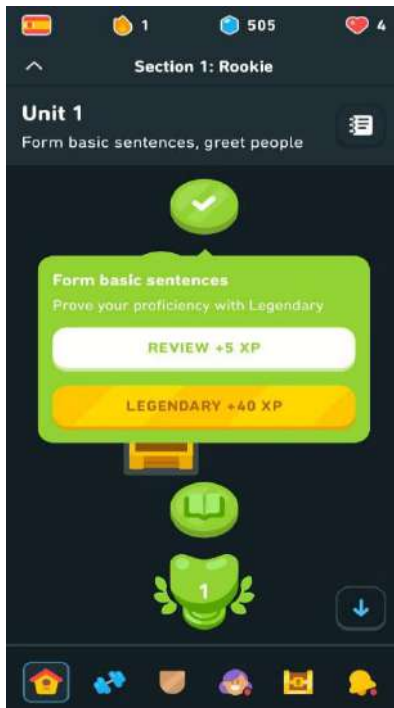 1
505
4
Section 1: Rookie
Unit 1
Form basic sentences, greet people
Form basic sentences
Prove your proficiency with Legendary
REVIEW +5 XP
LEGENDARY +40 XP
1